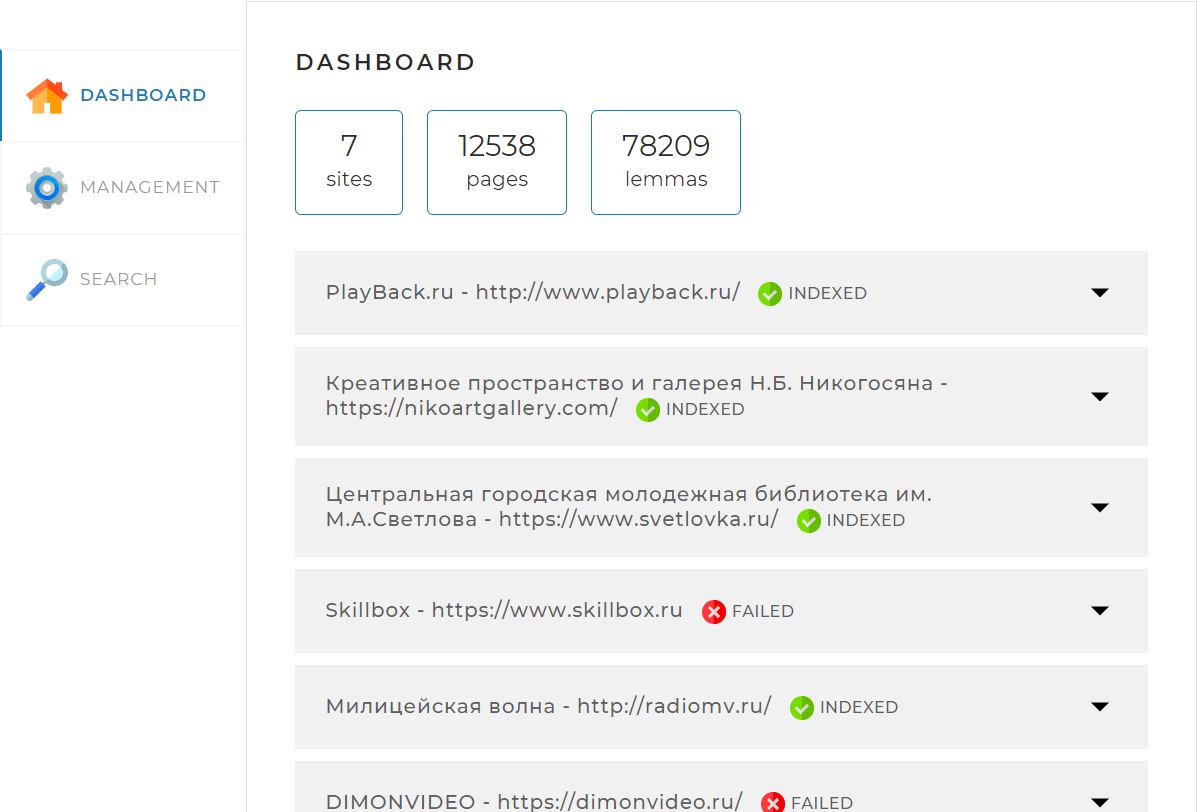 DASHBOARD
MANAGEMENT
SEARCH
DASHBOARD
7
sites
12538
pages
78209
lemmas
PlayBack.ru - http://www.playback.ru/ INDEXED
Креативное пространство и галерея Н.Б. Никогосяна -
https://nikoartgallery.com/ INDEXED
Центральная городская молодежная библиотека им.
М.А.Светлова - https://www.svetlovka.ru/ INDEXED
Skillbox - https://www.skillbox.ru FAILED
Милицейская волна - http://radiomv.ru/ INDEXED
DIMONVIDEO - https://dimonvideo.ru/ FAILED